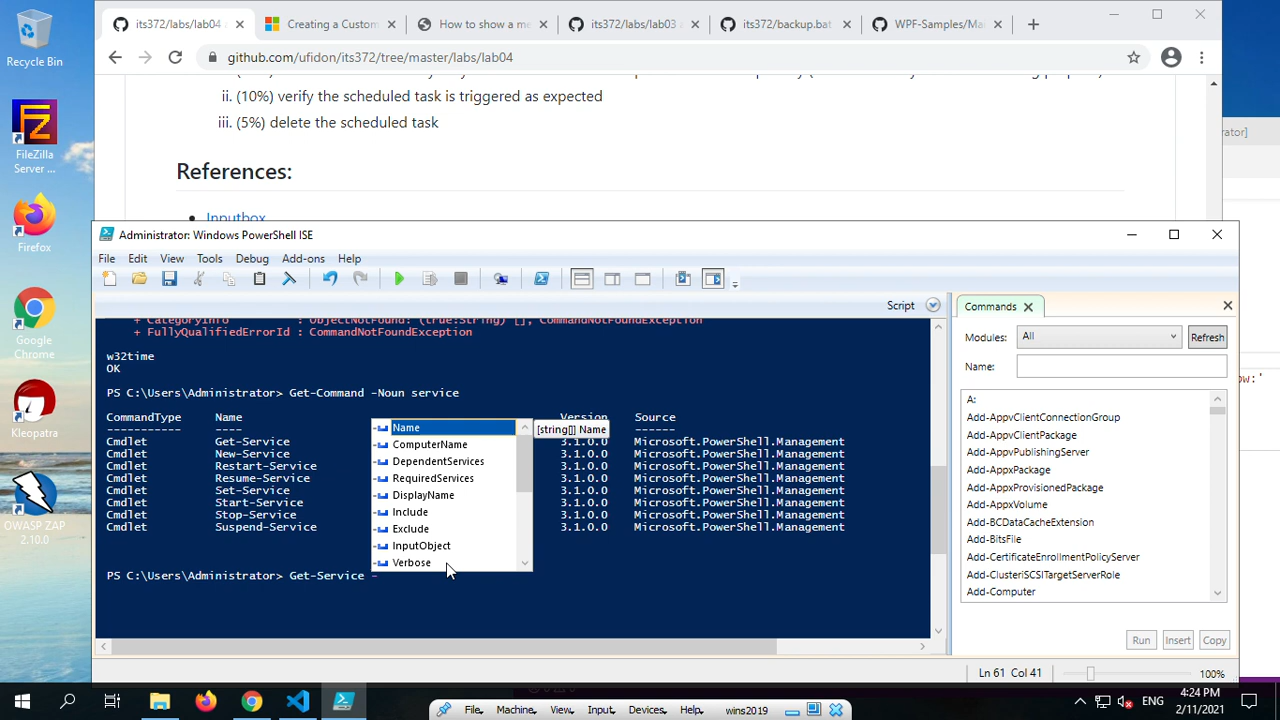 Recycle Bin
FileZilla
Server ...
Firefox
Google
Chrome
Kleopatra
OWASP ZAP
2.10.0
its372/labs/lab04
Creating a Custom
How to show a me
its372/labs/lab03
its372/backup.bat
WPF-Samples/Mai
github.com/ufidon/its372/tree/master/labs/lab04
ii. (10%) verify the scheduled task is triggered as expected
iii. (5%) delete the scheduled task
References:
Inputbox
rator]
ow:'
Administrator: Windows PowerShell ISE
File Edit View Tools Debug Add-ons Help
Script
+ CategoryInfo : ObjectNotFound: (true:String) [], CommandNotFoundException
+ FullyQualifiedErrorId : CommandNotFoundException
w32time
OK
PS C:\Users\Administrator> Get-Command -Noun service
CommandType Name Version Source
----------- ---- ------
Cmdlet Get-Service 3.1.0.0 Microsoft.PowerShell.Management
Cmdlet New-Service 3.1.0.0 Microsoft.PowerShell.Management
Cmdlet Restart-Service 3.1.0.0 Microsoft.PowerShell.Management
Cmdlet Resume-Service 3.1.0.0 Microsoft.PowerShell.Management
Cmdlet Set-Service 3.1.0.0 Microsoft.PowerShell.Management
Cmdlet Start-Service 3.1.0.0 Microsoft.PowerShell.Management
Cmdlet Stop-Service 3.1.0.0 Microsoft.PowerShell.Management
Cmdlet Suspend-Service 3.1.0.0 Microsoft.PowerShell.Management
PS C:\Users\Administrator> Get-Service -
Name
ComputerName
DependentServices
RequiredServices
DisplayName
Include
Exclude
InputObject
Verbose
[string[]] Name
Commands
Modules: All Refresh
Name:
A:
Add-AppvClientConnectionGroup
Add-AppvClientPackage
Add-AppvPublishingServer
Add-AppxPackage
Add-AppxProvisionedPackage
Add-AppxVolume
Add-BCDataCacheExtension
Add-BitsFile
Add-CertificateEnrollmentPolicyServer
Add-ClusteriSCSITargetServerRole
Add-Computer
Run Insert Copy
Ln 61 Col 41 100%
File Machine View Input Devices Help wins2019
ENG
4:24 PM
2/11/2021